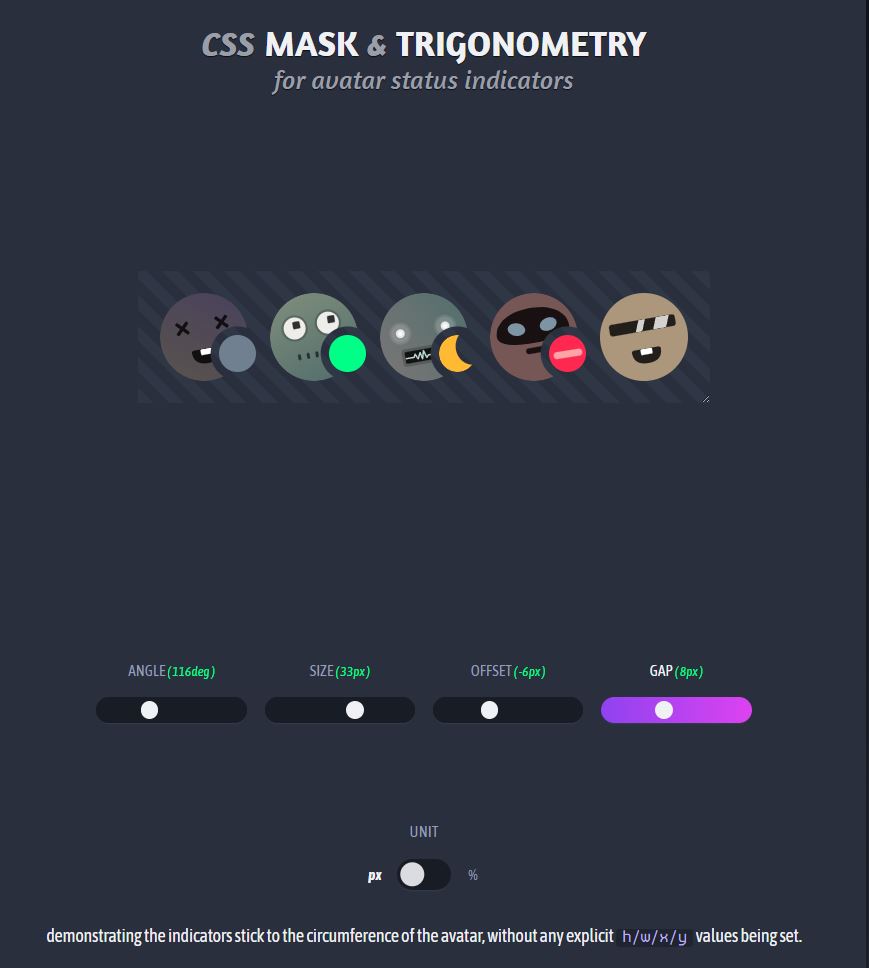 CSS MASK & TRIGONOMETRY
for avatar status indicators
ANGLE(116deg) SIZE(33px) OFFSET(-6px) GAP(8px)
UNIT
px %
demonstrating the indicators stick to the circumference of the avatar, without any explicit h/w/x/y values being set.